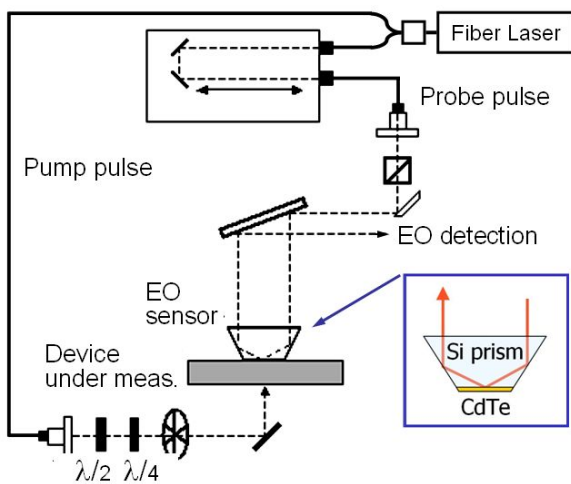 Fiber Laser
Probe pulse
Pump pulse
EO detection
EO
sensor
Si prism
CdTe
Device
under meas.
λ/2 λ/4